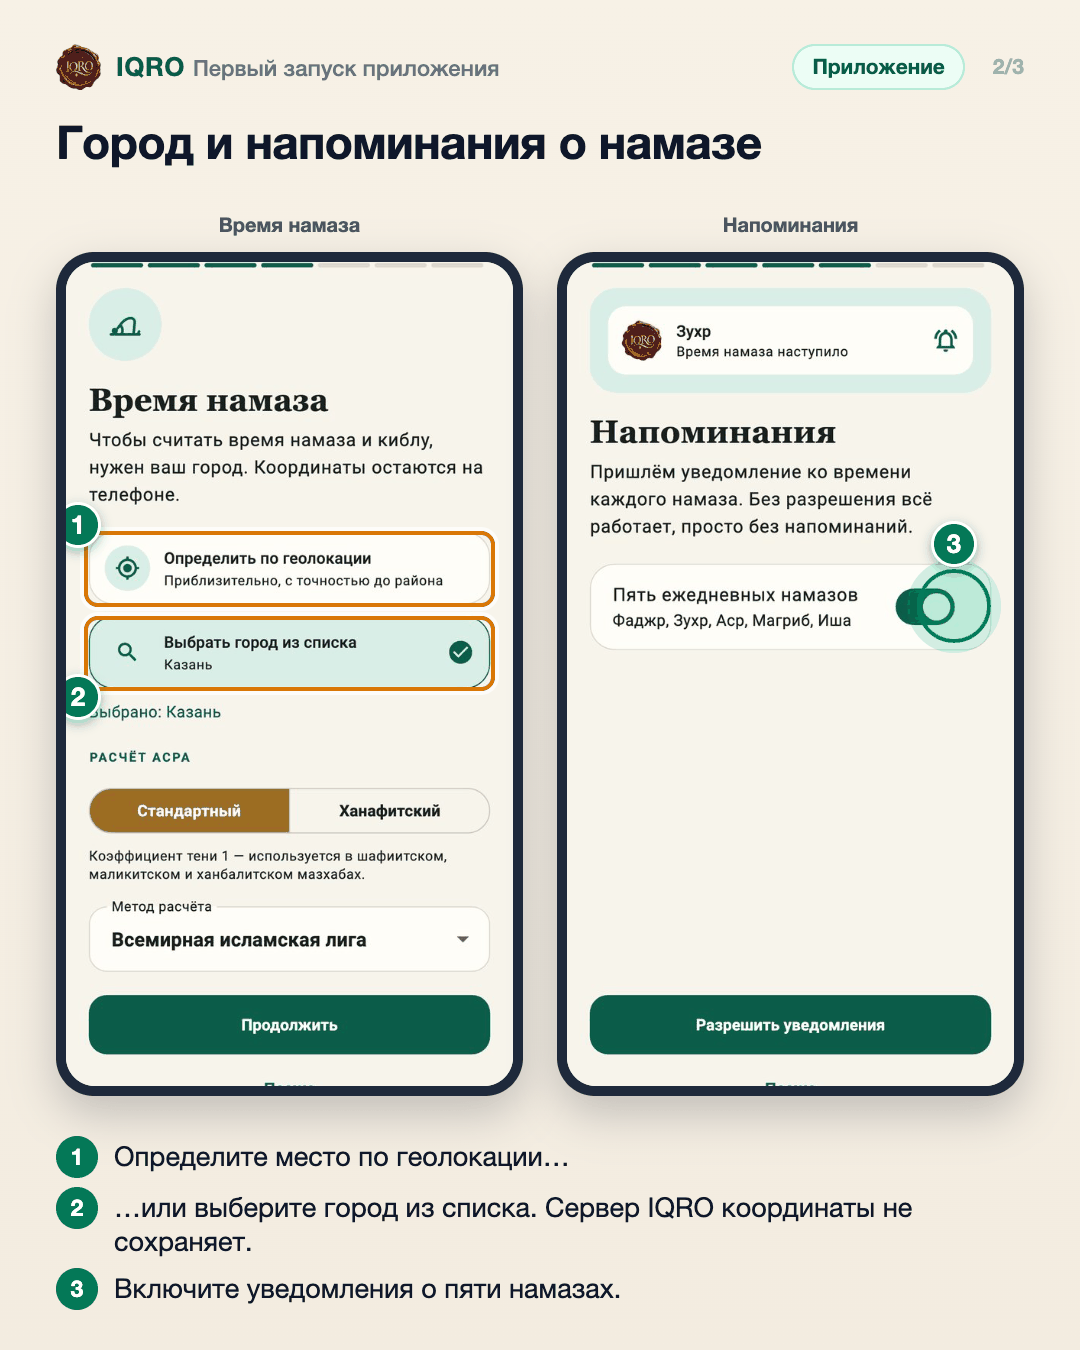 IQRO Первый запуск приложения
Приложение
2/3
Город и напоминания о намазе
Время намаза
Время намаза
Чтобы считать время намаза и киблу,
нужен ваш город. Координаты остаются на
телефоне.
1
Определить по геолокации
Приблизительно, с точностью до района
Выбрать город из списка
Казань
2
Выбрано: Казань
РАСЧЁТ АСРА
Стандартный
Ханафитский
Коэффициент тени 1 — используется в шафиитском,
маликитском и ханбалитском мазхабах.
Метод расчёта
Всемирная исламская лига
Продолжить
Напоминания
IQRO
Зухр
Время намаза наступило
Напоминания
Пришлём уведомление ко времени
каждого намаза. Без разрешения всё
работает, просто без напоминаний.
3
Пять ежедневных намазов
Фаджр, Зухр, Аср, Магриб, Иша
Разрешить уведомления
1 Определите место по геолокации...
2 ...или выберите город из списка. Сервер IQRO координаты не
сохраняет.
3 Включите уведомления о пяти намазах.